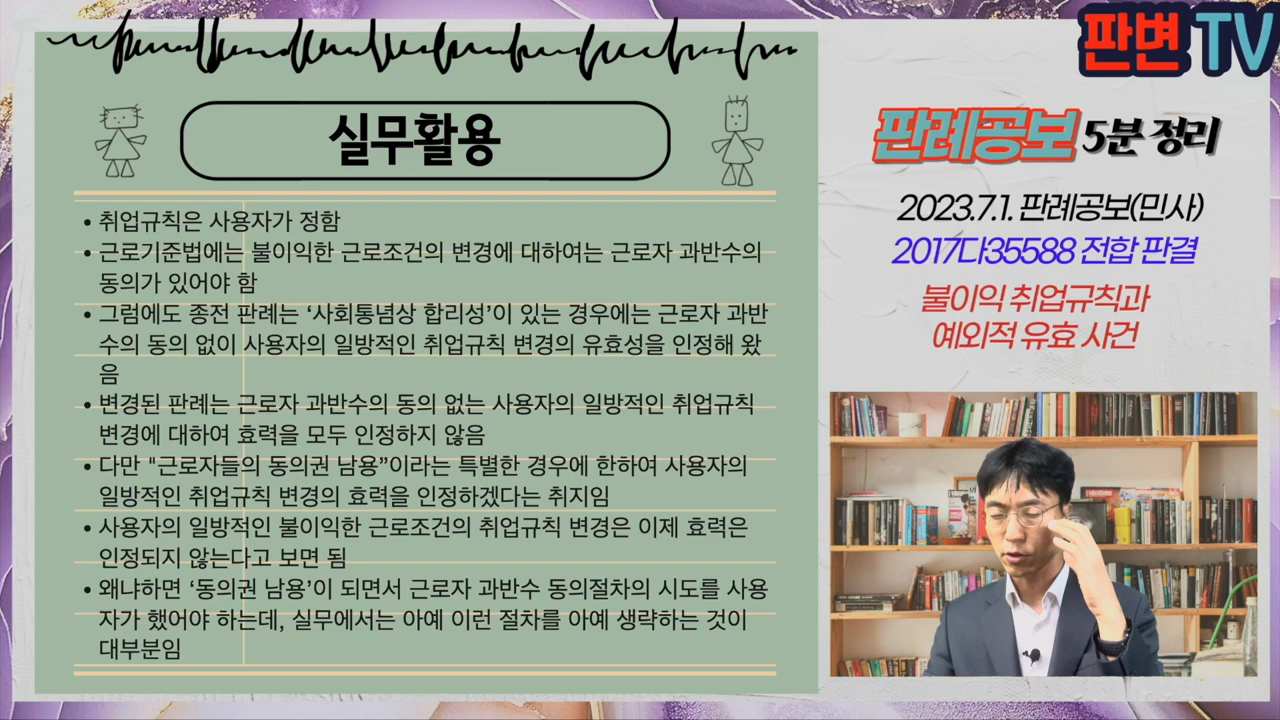 판변 TV
실무활용
• 취업규칙은 사용자가 정함
• 근로기준법에는 불이익한 근로조건의 변경에 대하여는 근로자 과반수의
동의가 있어야 함
• 그럼에도 종전 판례는 ‘사회통념상 합리성’이 있는 경우에는 근로자 과반
수의 동의 없이 사용자의 일방적인 취업규칙 변경의 유효성을 인정해 왔
음
• 변경된 판례는 근로자 과반수의 동의 없는 사용자의 일방적인 취업규칙
변경에 대하여 효력을 모두 인정하지 않음
• 다만 "근로자들의 동의권 남용”이라는 특별한 경우에 한하여 사용자의
일방적인 취업규칙 변경의 효력을 인정하겠다는 취지임
• 사용자의 일방적인 불이익한 근로조건의 취업규칙 변경은 이제 효력은
인정되지 않는다고 보면 됨
• 왜냐하면 ‘동의권 남용’이 되면서 근로자 과반수 동의절차의 시도를 사용
자가 했어야 하는데, 실무에서는 아예 이런 절차를 아예 생략하는 것이
대부분임
판례공보 5분 정리
2023.7.1. 판례공보(민사)
2017다35588 전합 판결
불이익 취업규칙과
예외적 유효 사건